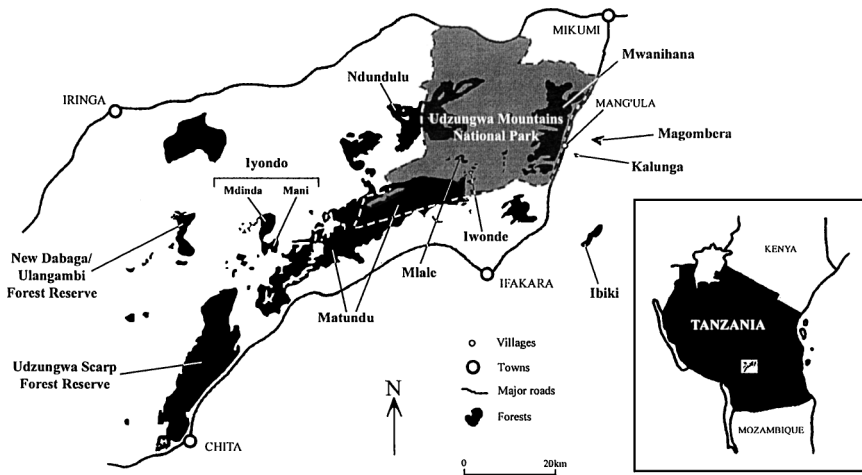 MIKUMI
Mwanihana
Ndundulu
MANG'ULA
IRINGA
Udzungwa Mountains
National Park
Magombera
Kalunga
Iyondo
Mdinda
Mani
New Dabaga/
Ulangambi
Forest Reserve
Iwonde
Mlale
IFAKARA
Ibiki
Matundu
Udzungwa Scarp
Forest Reserve
CHITA
N
Villages
Towns
Major roads
Forests
0
20km
KENYA
TANZANIA
MOZAMBIQUE